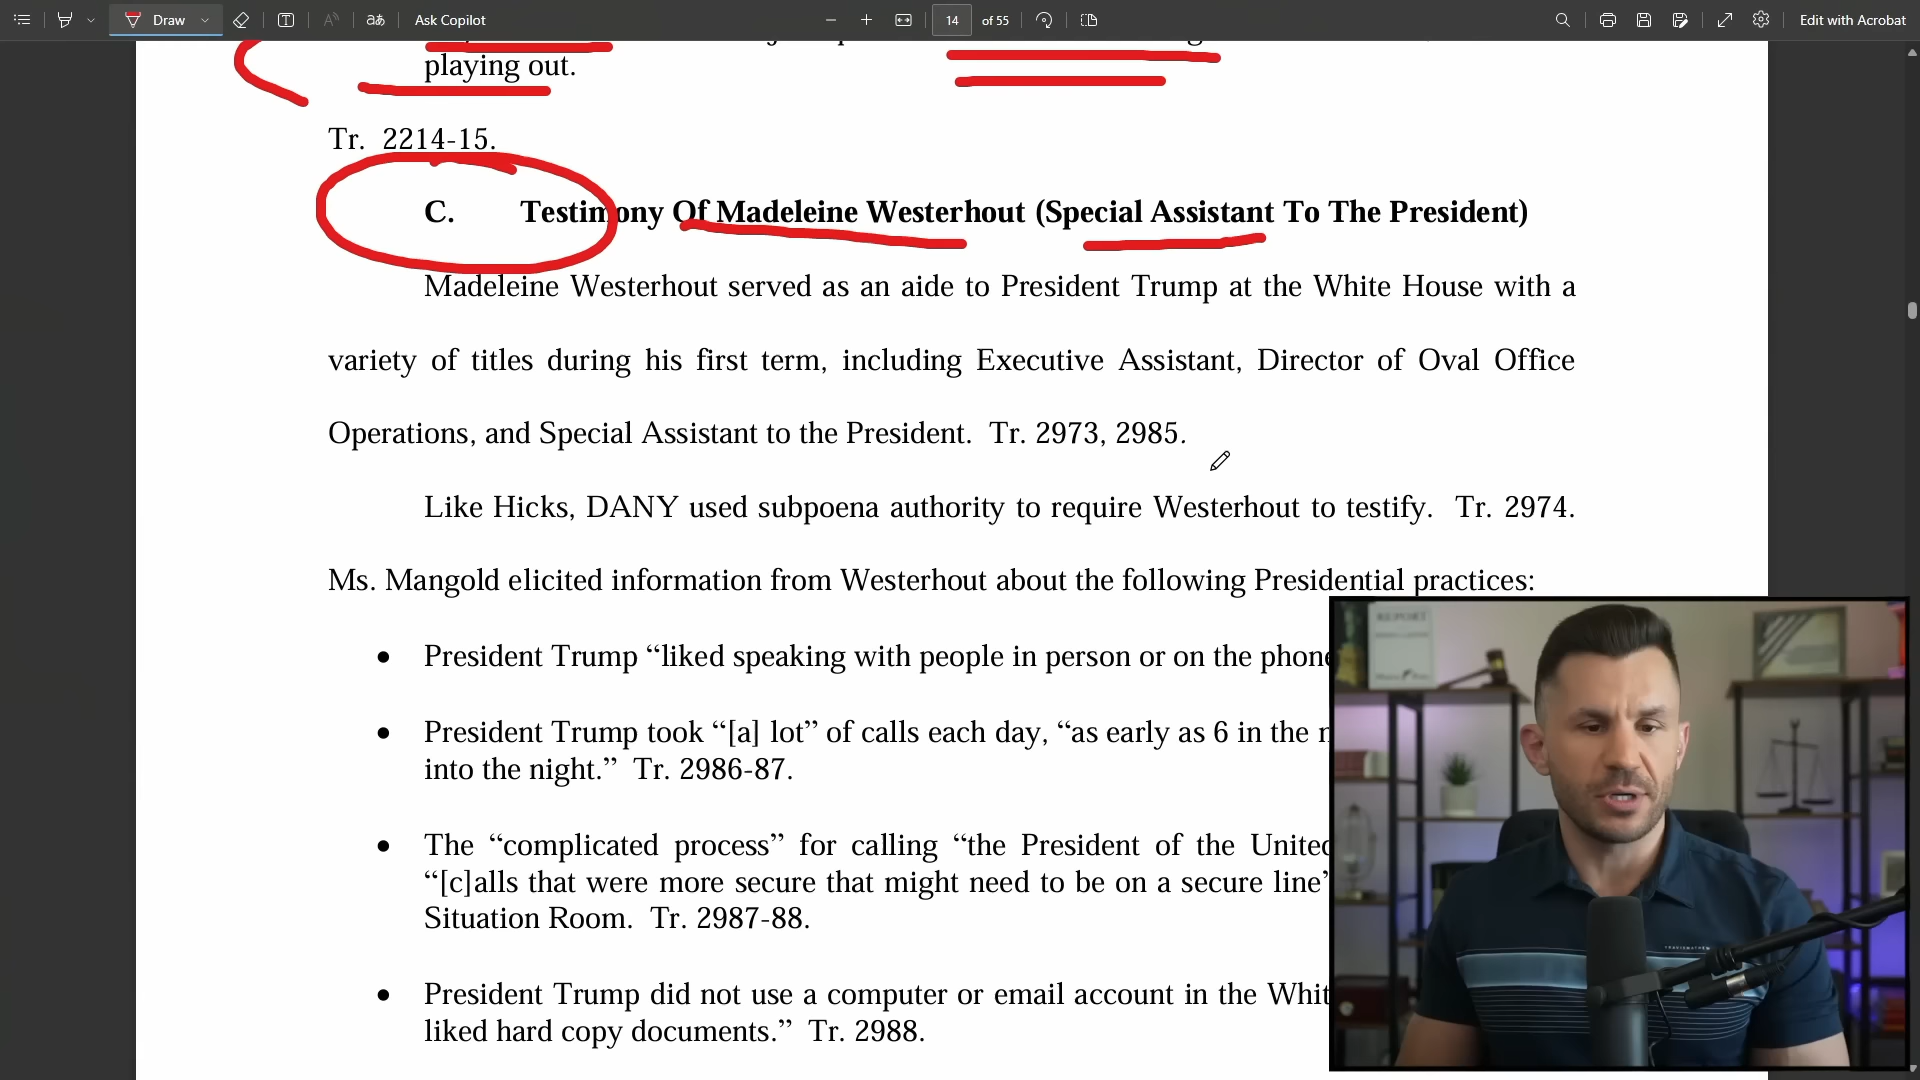 Draw
Ask Copilot
14
of 55
Edit with Acrobat
playing out.
Tr. 2214-15.
C. Testimony Of Madeleine Westerhout (Special Assistant To The President)
Madeleine Westerhout served as an aide to President Trump at the White House with a
variety of titles during his first term, including Executive Assistant, Director of Oval Office
Operations, and Special Assistant to the President. Tr. 2973, 2985.
Like Hicks, DANY used subpoena authority to require Westerhout to testify. Tr. 2974.
Ms. Mangold elicited information from Westerhout about the following Presidential practices:
• President Trump “liked speaking with people in person or on the phone
• President Trump took “[a] lot” of calls each day, “as early as 6 in the
into the night.” Tr. 2986-87.
• The “complicated process” for calling “the President of the United
“[c]alls that were more secure that might need to be on a secure line”
Situation Room. Tr. 2987-88.
• President Trump did not use a computer or email account in the
liked hard copy documents.” Tr. 2988.
REPORT